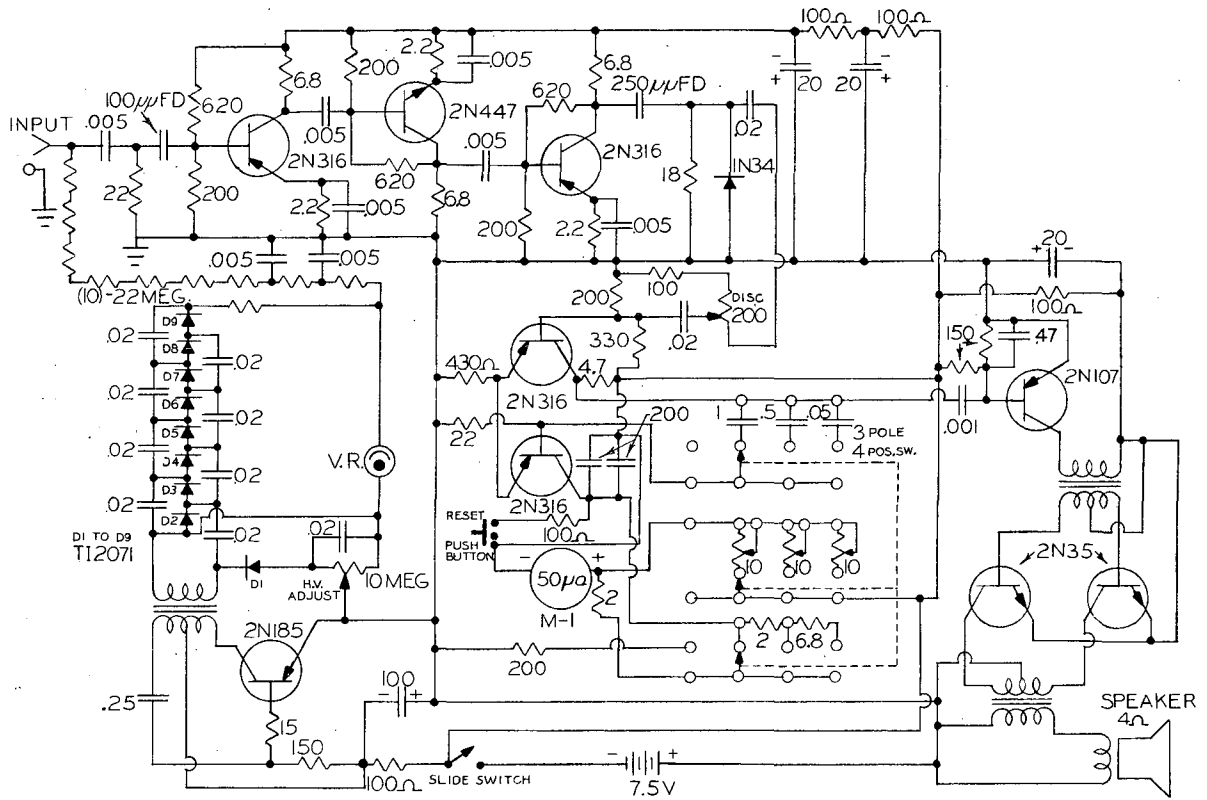 100Ω 100Ω
2.2 .005 6.8
6.8 200 250µµFD - + 20 20 - +
100µµFD 620 2N447 620 .02
INPUT .005 .005
2N316 .005 2N316 18 IN34
22 200 620
2.2 .005 6.8 200 2.2 .005
.005 .005 + 20 -
(10)-22 MEG. 200 100 DISC 200 100Ω
D9 .02 330 .02 150 .47
D8 .02
D7 430Ω 4.7 2N107
.02 D6 2N316 200 1 .5 .05 .001
D5 .02 22 3 POLE
4 POS. SW.
.02 D4 V.R.
D3 .02 2N316
.02 D2 .02 .02 RESET 100Ω
PUSH BUTTON
D1 TO D9
TI2071
2N35
D1 H.V. ADJUST 10 MEG - 50µa + 2 10 10 10
M-1
2N185 2 6.8
200
.25 - 100 +
15 SPEAKER
4Ω
150 100Ω SLIDE SWITCH - + 7.5V